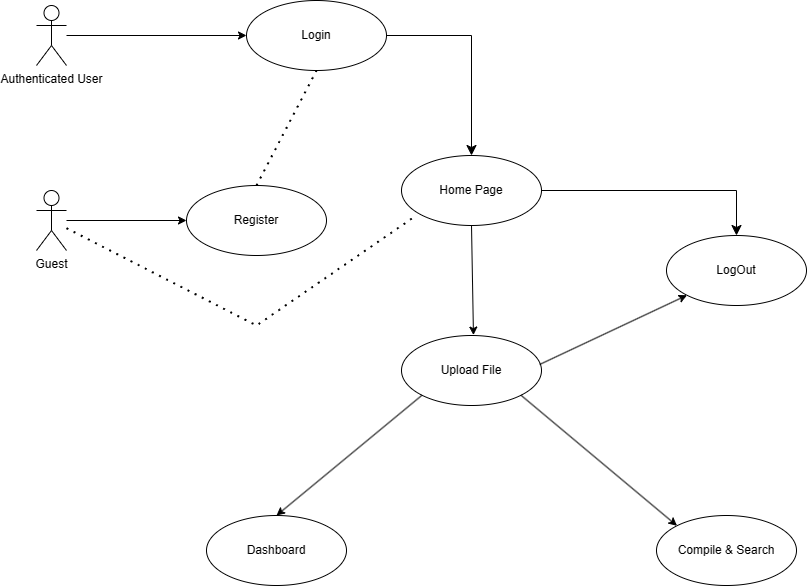 Login
Authenticated User
Home Page
Register
Guest
LogOut
Upload File
Dashboard
Compile & Search